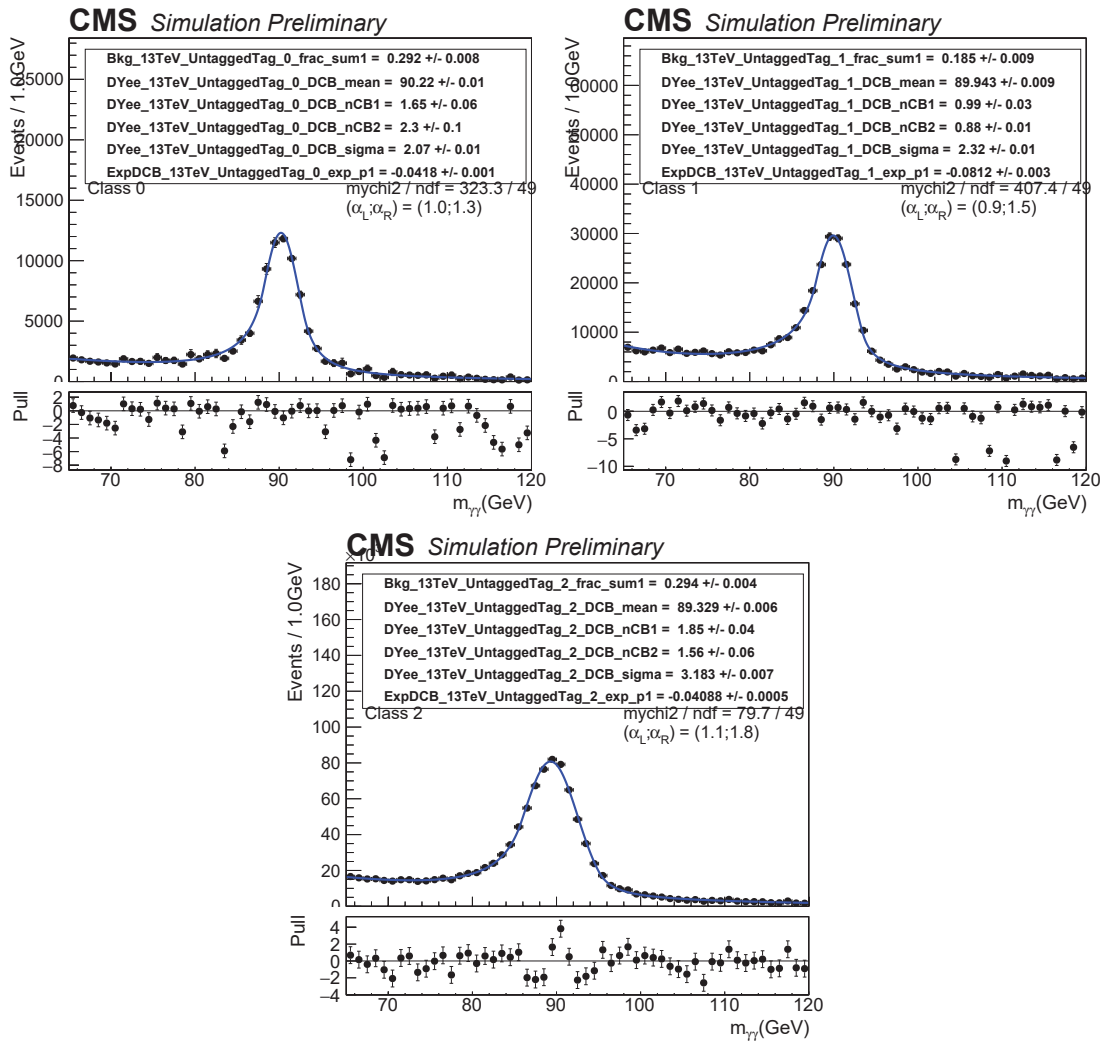 CMS Simulation Preliminary
Events / 1.0GeV
25000
20000
15000
10000
5000
0
Bkg_13TeV_UntaggedTag_0_frac_sum1 = 0.292 +/- 0.008
DYee_13TeV_UntaggedTag_0_DCB_mean = 90.22 +/- 0.01
DYee_13TeV_UntaggedTag_0_DCB_nCB1 = 1.65 +/- 0.06
DYee_13TeV_UntaggedTag_0_DCB_nCB2 = 2.3 +/- 0.1
DYee_13TeV_UntaggedTag_0_DCB_sigma = 2.07 +/- 0.01
ExpDCB_13TeV_UntaggedTag_0_exp_p1 = -0.0418 +/- 0.001
Class 0
mychi2 / ndf = 323.3 / 49
(α_L;α_R) = (1.0;1.3)
Pull
2
0
−2
−4
−6
−8
70 80 90 100 110 120
m_γγ(GeV)
CMS Simulation Preliminary
Events / 1.0GeV
60000
50000
40000
30000
20000
10000
0
Bkg_13TeV_UntaggedTag_1_frac_sum1 = 0.185 +/- 0.009
DYee_13TeV_UntaggedTag_1_DCB_mean = 89.943 +/- 0.009
DYee_13TeV_UntaggedTag_1_DCB_nCB1 = 0.99 +/- 0.03
DYee_13TeV_UntaggedTag_1_DCB_nCB2 = 0.88 +/- 0.01
DYee_13TeV_UntaggedTag_1_DCB_sigma = 2.32 +/- 0.01
ExpDCB_13TeV_UntaggedTag_1_exp_p1 = -0.0812 +/- 0.003
Class 1
mychi2 / ndf = 407.4 / 49
(α_L;α_R) = (0.9;1.5)
Pull
0
−5
−10
70 80 90 100 110 120
m_γγ(GeV)
CMS Simulation Preliminary
Events / 1.0GeV
180
160
140
120
100
80
60
40
20
0
Bkg_13TeV_UntaggedTag_2_frac_sum1 = 0.294 +/- 0.004
DYee_13TeV_UntaggedTag_2_DCB_mean = 89.329 +/- 0.006
DYee_13TeV_UntaggedTag_2_DCB_nCB1 = 1.85 +/- 0.04
DYee_13TeV_UntaggedTag_2_DCB_nCB2 = 1.56 +/- 0.06
DYee_13TeV_UntaggedTag_2_DCB_sigma = 3.183 +/- 0.007
ExpDCB_13TeV_UntaggedTag_2_exp_p1 = -0.04088 +/- 0.0005
Class 2
mychi2 / ndf = 79.7 / 49
(α_L;α_R) = (1.1;1.8)
Pull
4
2
0
−2
−4
70 80 90 100 110 120
m_γγ(GeV)